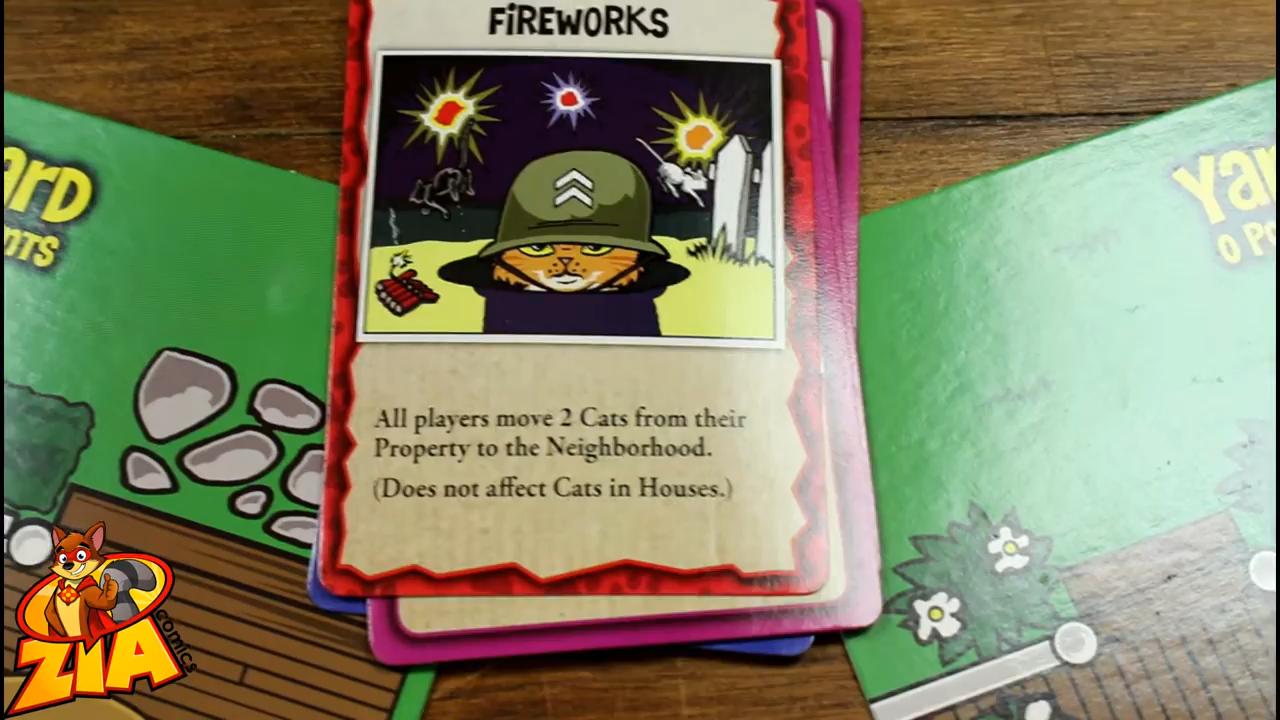 FiREWORKS
All players move 2 Cats from their
Property to the Neighborhood.
(Does not affect Cats in Houses.)
ZIA
comics